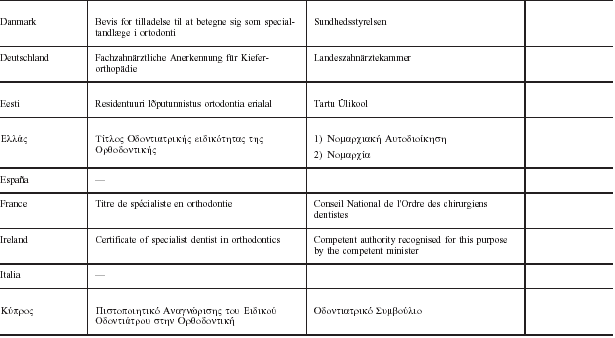 Danmark
Bevis for tilladelse til at betegne sig som special-
tandlæge i ortodonti
Sundhedsstyrelsen
Deutschland
Fachzahnärztliche Anerkennung für Kiefer-
orthopädie
Landeszahnärztekammer
Eesti
Residentuuri lõputunnistus ortodontia erialal
Tartu Ülikool
Ελλάς
Τίτλος Οδοντιατρικής ειδικότητας της
Ορθοδοντικής
1) Νομαρχιακή Αυτοδιοίκηση
2) Νομαρχία
España
—
France
Titre de spécialiste en orthodontie
Conseil National de l'Ordre des chirurgiens
dentistes
Ireland
Certificate of specialist dentist in orthodontics
Competent authority recognised for this purpose
by the competent minister
Italia
—
Κύπρος
Πιστοποιητικό Αναγνώρισης του Ειδικού
Οδοντιάτρου στην Ορθοδοντική
Οδοντιατρικό Συμβούλιο